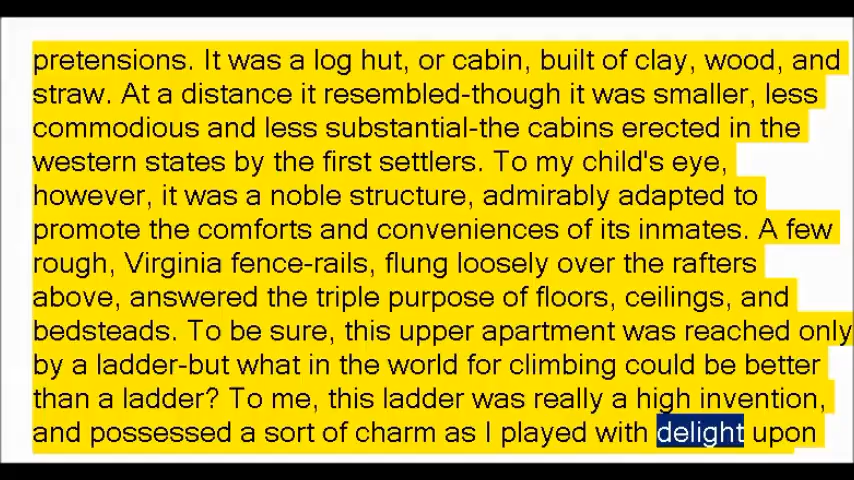 pretensions. It was a log hut, or cabin, built of clay, wood, and
straw. At a distance it resembled-though it was smaller, less
commodious and less substantial-the cabins erected in the
western states by the first settlers. To my child's eye,
however, it was a noble structure, admirably adapted to
promote the comforts and conveniences of its inmates. A few
rough, Virginia fence-rails, flung loosely over the rafters
above, answered the triple purpose of floors, ceilings, and
bedsteads. To be sure, this upper apartment was reached only
by a ladder-but what in the world for climbing could be better
than a ladder? To me, this ladder was really a high invention,
and possessed a sort of charm as I played with delight upon